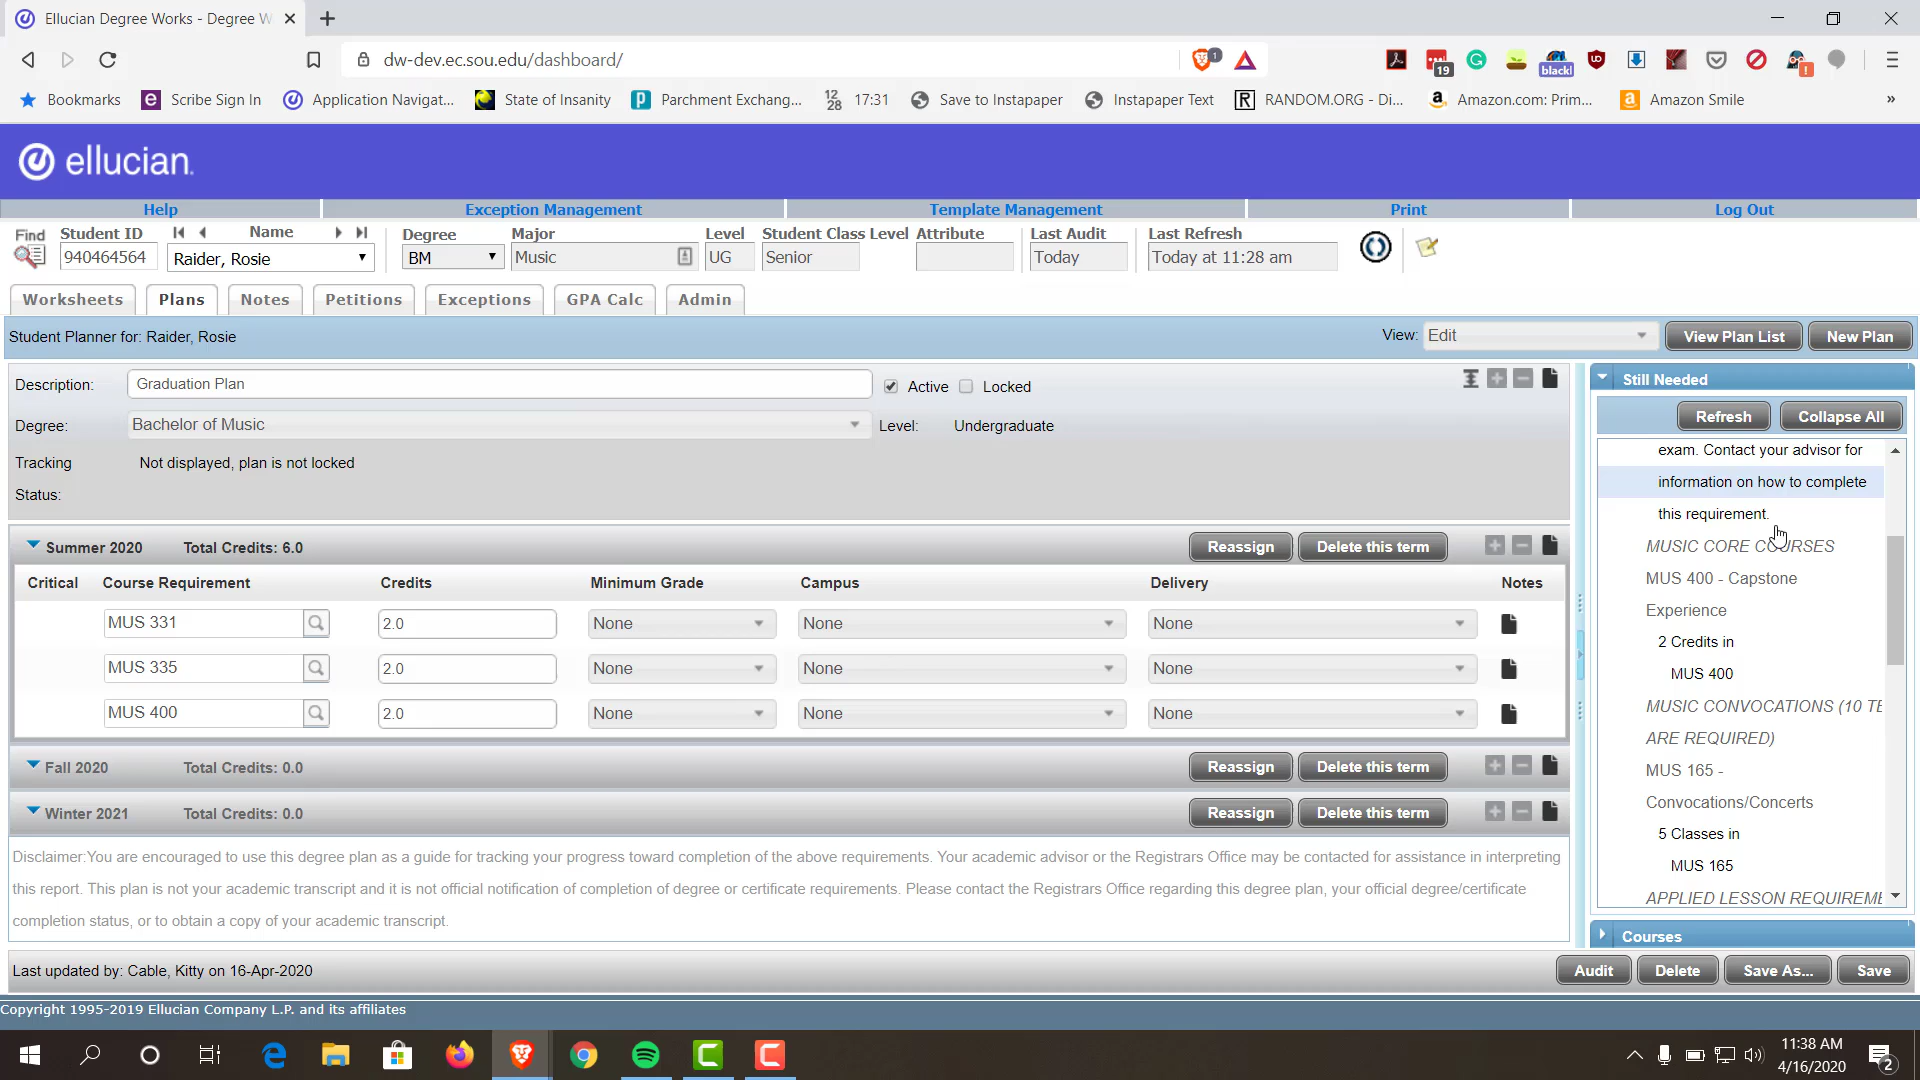 Ellucian Degree Works - Degree W
dw-dev.ec.sou.edu/dashboard/
1
19
black!
Bookmarks
Scribe Sign In
Application Navigat...
State of Insanity
Parchment Exchang...
12
28
17:31
Save to Instapaper
Instapaper Text
RANDOM.ORG - Di...
Amazon.com: Prim...
Amazon Smile
»
ellucian.
Help
Exception Management
Template Management
Print
Log Out
Find
Student ID
Name
Degree
Major
Level
Student Class Level
Attribute
Last Audit
Last Refresh
940464564
Raider, Rosie
BM
Music
UG
Senior
Today
Today at 11:28 am
Worksheets
Plans
Notes
Petitions
Exceptions
GPA Calc
Admin
Student Planner for: Raider, Rosie
View:
Edit
View Plan List
New Plan
Description:
Graduation Plan
Active
Locked
Degree:
Bachelor of Music
Level:
Undergraduate
Tracking
Not displayed, plan is not locked
Status:
Summer 2020
Total Credits: 6.0
Reassign
Delete this term
Critical
Course Requirement
Credits
Minimum Grade
Campus
Delivery
Notes
MUS 331
2.0
None
None
None
MUS 335
2.0
None
None
None
MUS 400
2.0
None
None
None
Fall 2020
Total Credits: 0.0
Reassign
Delete this term
Winter 2021
Total Credits: 0.0
Reassign
Delete this term
Disclaimer:You are encouraged to use this degree plan as a guide for tracking your progress toward completion of the above requirements. Your academic advisor or the Registrars Office may be contacted for assistance in interpreting
this report. This plan is not your academic transcript and it is not official notification of completion of degree or certificate requirements. Please contact the Registrars Office regarding this degree plan, your official degree/certificate
completion status, or to obtain a copy of your academic transcript.
Still Needed
Refresh
Collapse All
exam. Contact your advisor for
information on how to complete
this requirement.
MUSIC CORE COURSES
MUS 400 - Capstone
Experience
2 Credits in
MUS 400
MUSIC CONVOCATIONS (10 TE
ARE REQUIRED)
MUS 165 -
Convocations/Concerts
5 Classes in
MUS 165
APPLIED LESSON REQUIREME
Courses
Last updated by: Cable, Kitty on 16-Apr-2020
Audit
Delete
Save As...
Save
Copyright 1995-2019 Ellucian Company L.P. and its affiliates
11:38 AM
4/16/2020
2